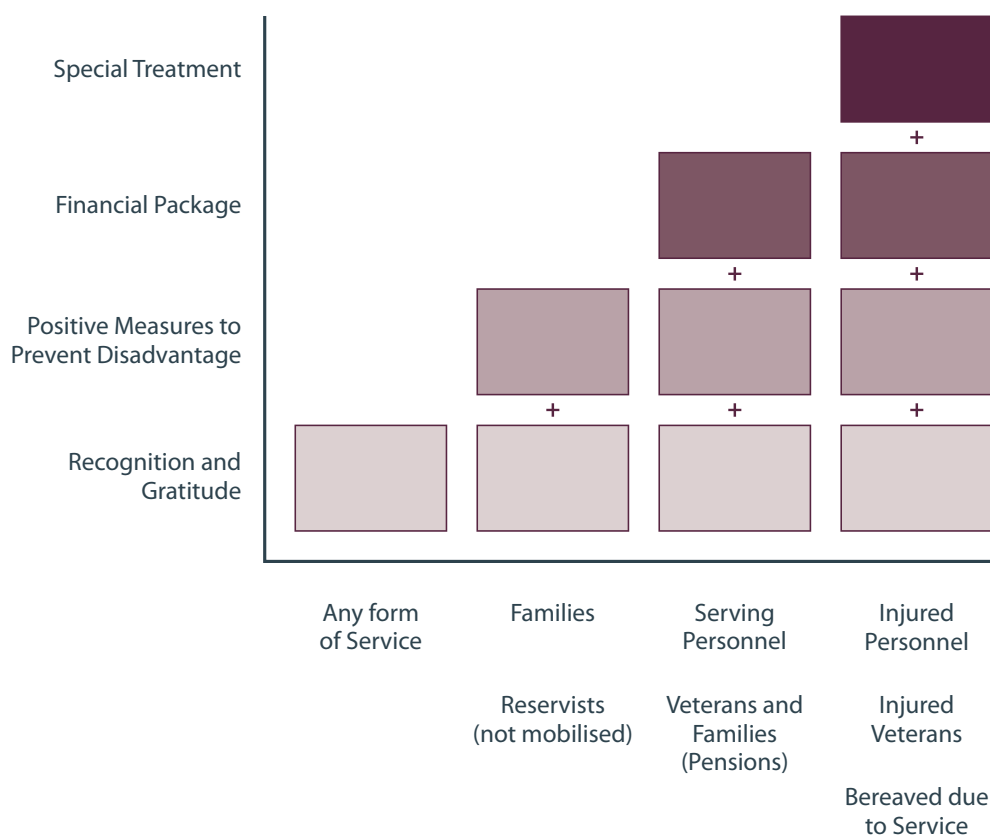 Special Treatment
+
Financial Package
+
+
Positive Measures to
Prevent Disadvantage
+
+
+
Recognition and
Gratitude
Any form
of Service
Families
Reservists
(not mobilised)
Serving
Personnel
Veterans and
Families
(Pensions)
Injured
Personnel
Injured
Veterans
Bereaved due
to Service